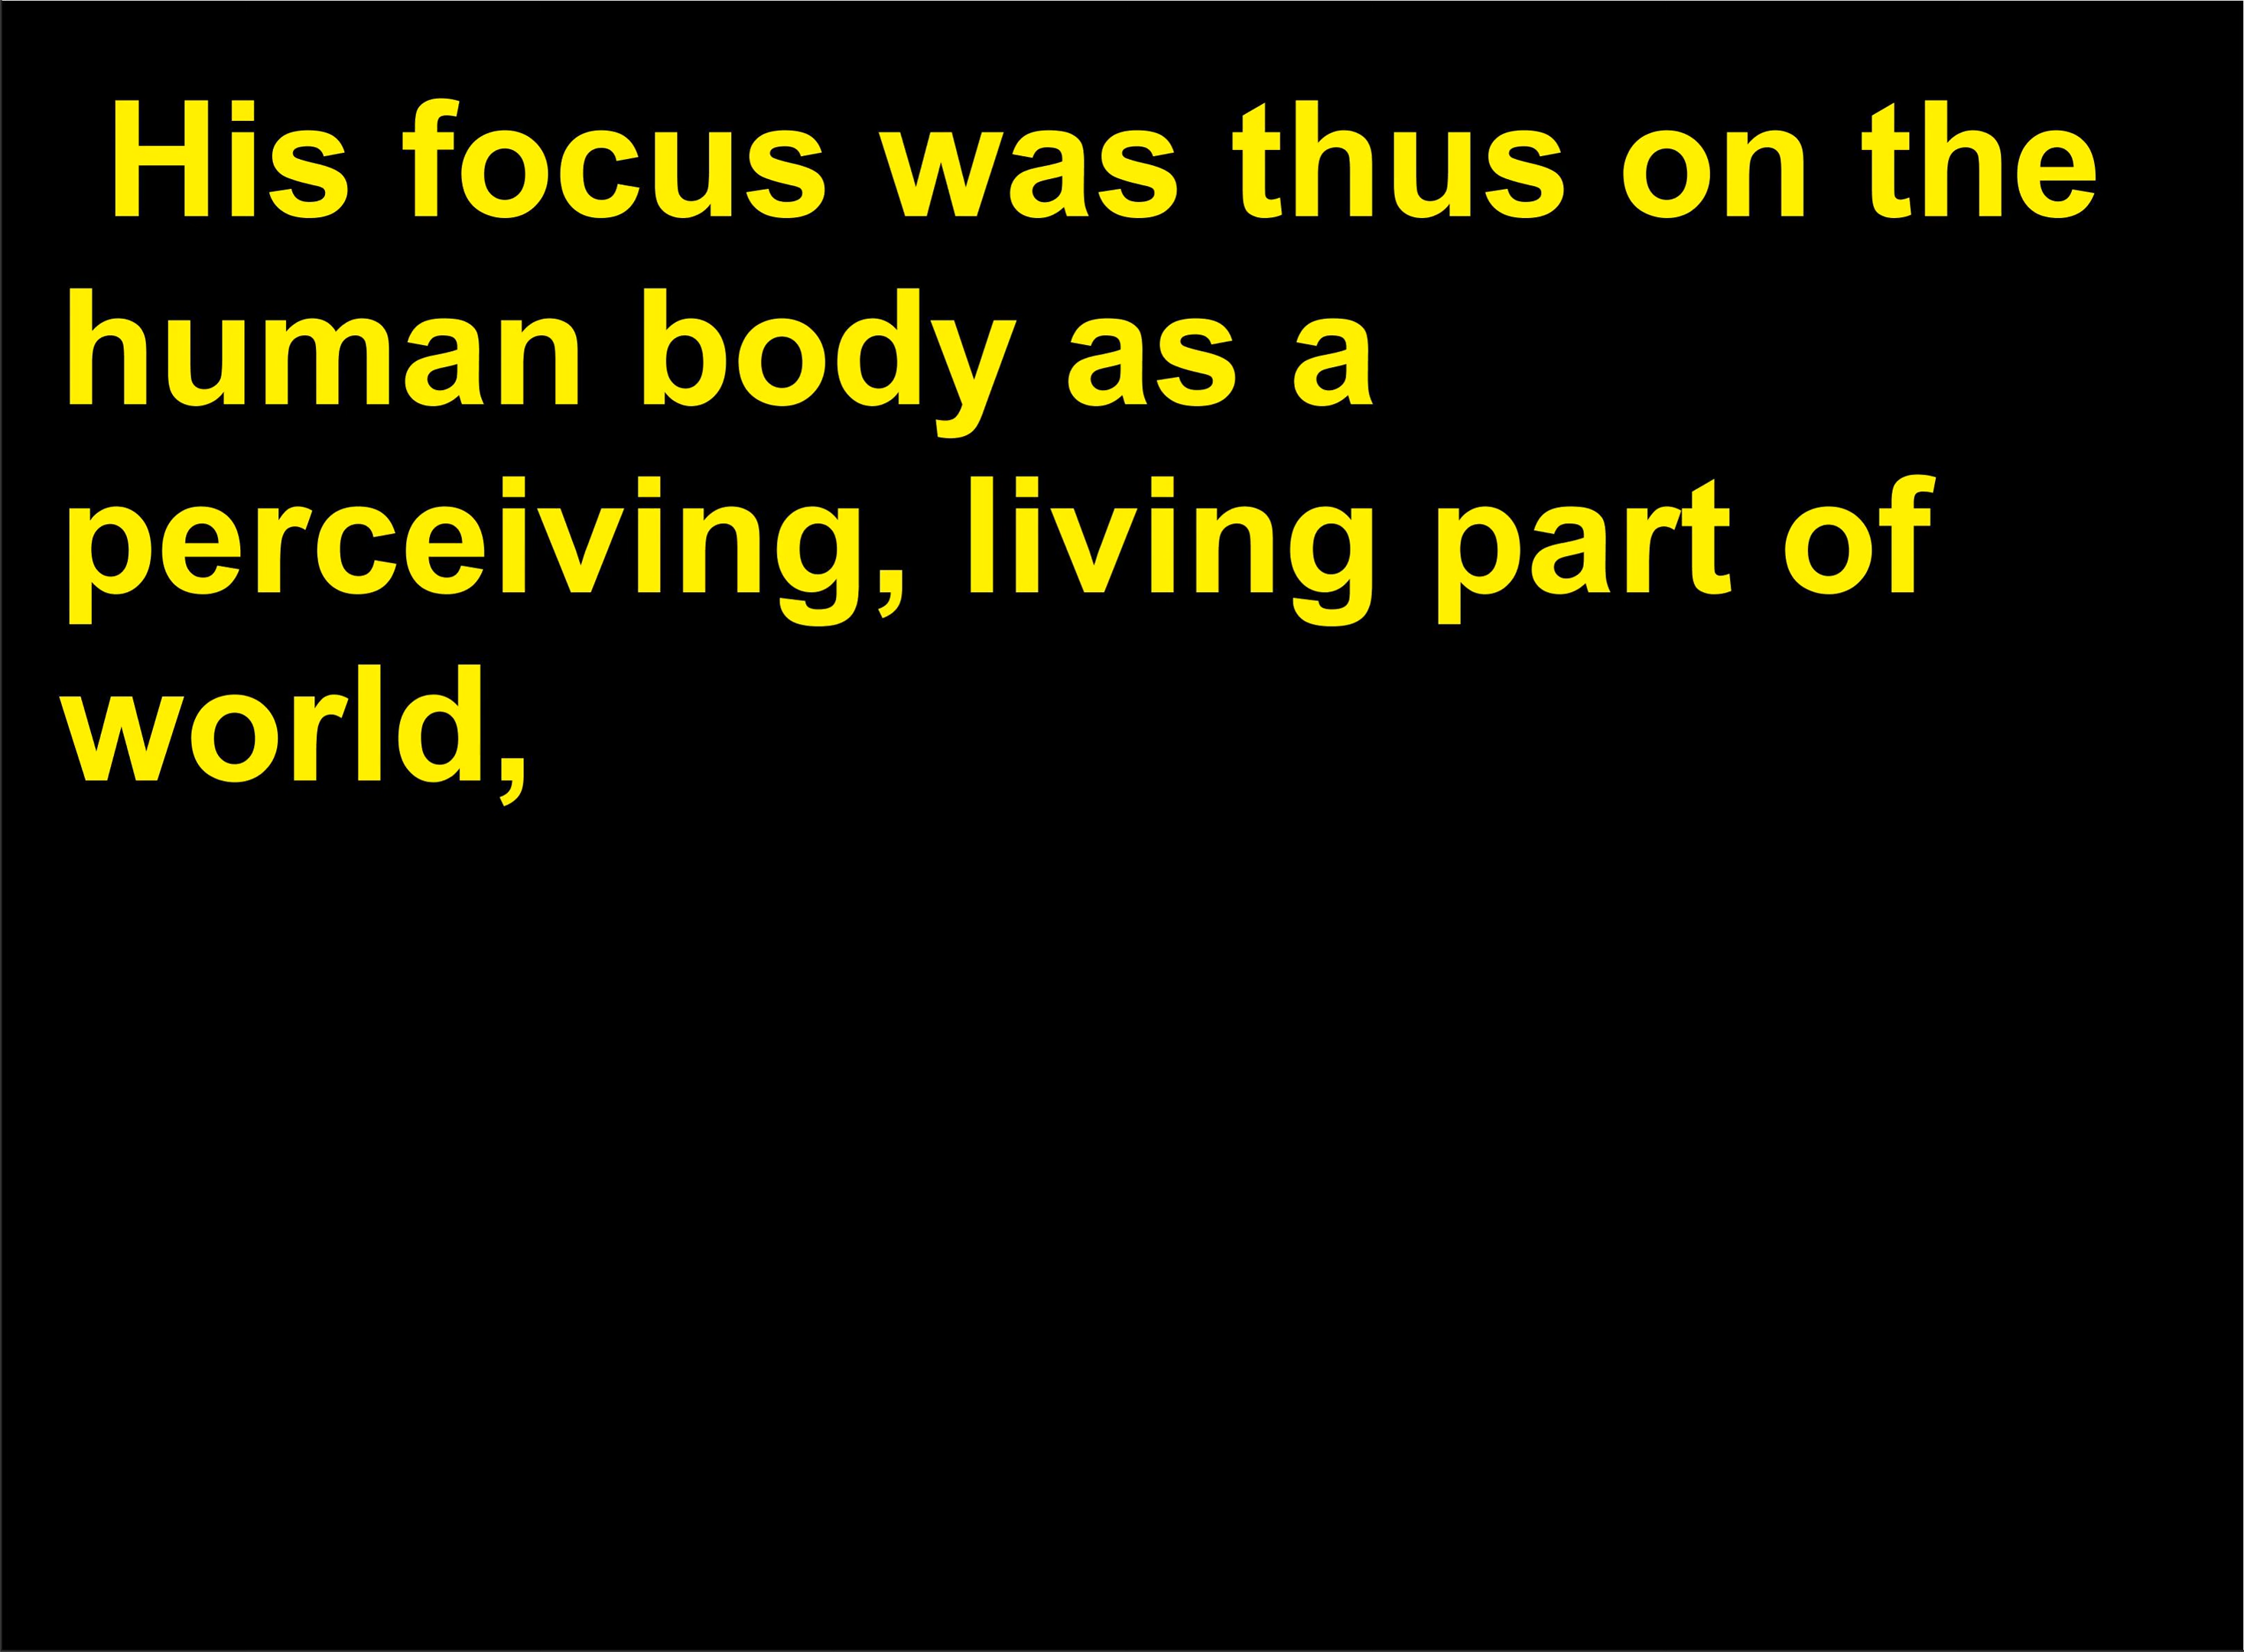 His focus was thus on the
human body as a
perceiving, living part of
world,